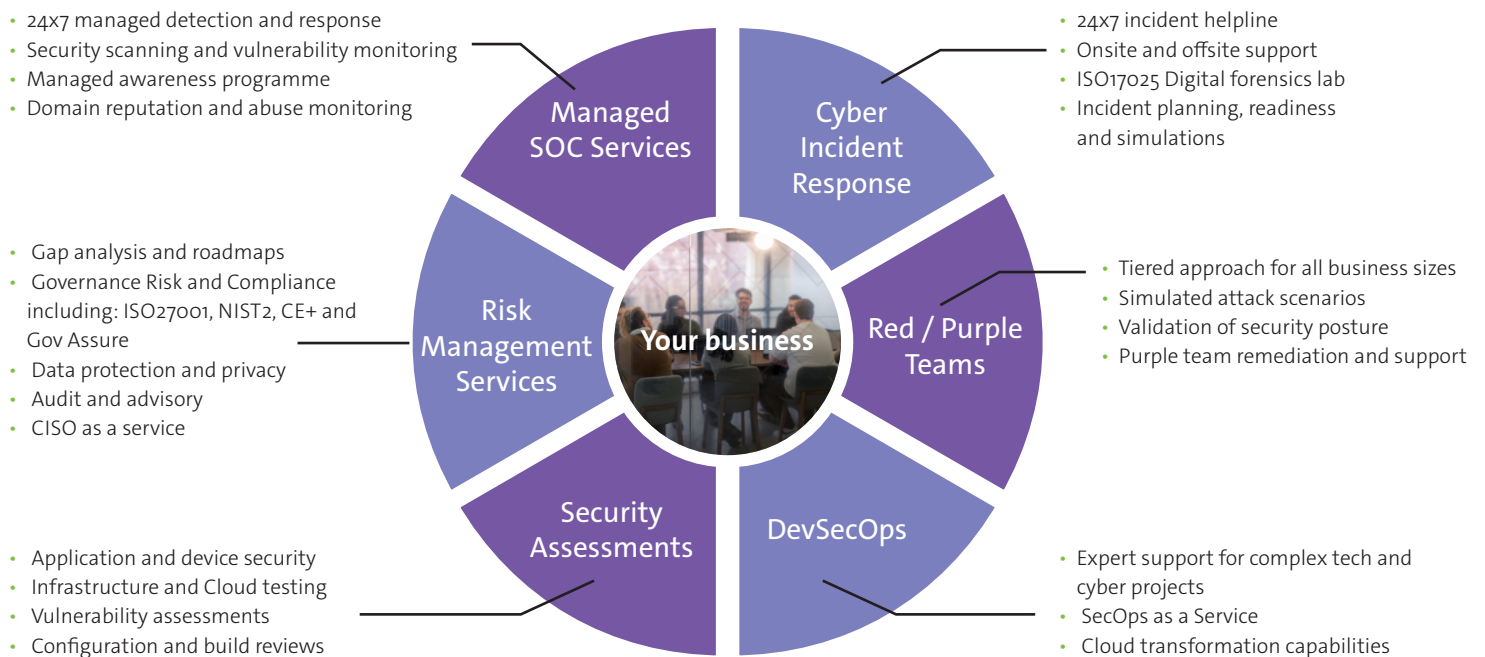 • 24x7 managed detection and response
• Security scanning and vulnerability monitoring
• Managed awareness programme
• Domain reputation and abuse monitoring
Managed
SOC Services
Cyber
Incident
Response
• 24x7 incident helpline
• Onsite and offsite support
• ISO17025 Digital forensics lab
• Incident planning, readiness
and simulations
• Gap analysis and roadmaps
• Governance Risk and Compliance
including: ISO27001, NIST2, CE+ and
Gov Assure
• Data protection and privacy
• Audit and advisory
• CISO as a service
Risk
Management
Services
Your business
Red / Purple
Teams
• Tiered approach for all business sizes
• Simulated attack scenarios
• Validation of security posture
• Purple team remediation and support
• Application and device security
• Infrastructure and Cloud testing
• Vulnerability assessments
• Configuration and build reviews
Security
Assessments
DevSecOps
• Expert support for complex tech and
cyber projects
• SecOps as a Service
• Cloud transformation capabilities